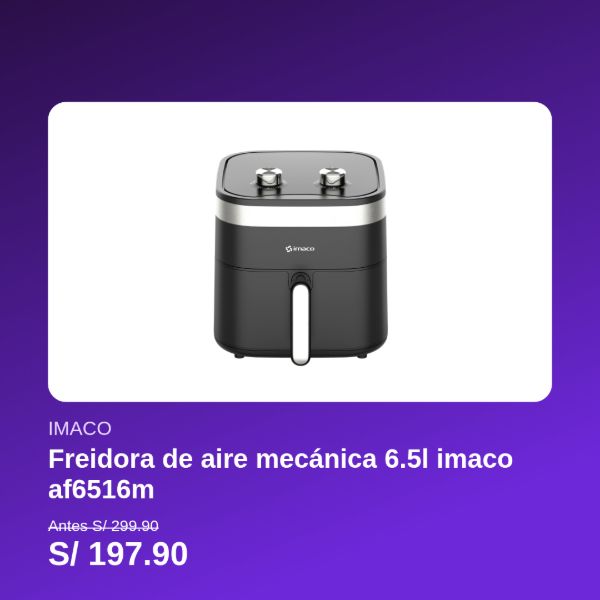 imaco
IMACO
Freidora de aire mecánica 6.5l imaco
af6516m
Antes S/ 299.90
S/ 197.90